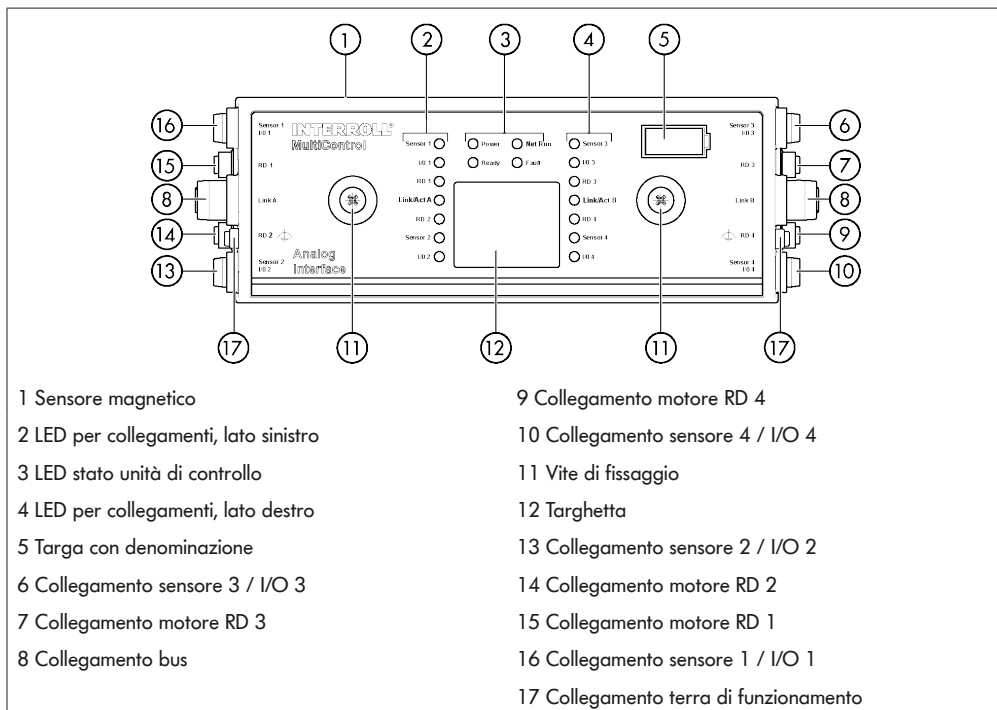 1 2 3 4 5
16 15 8 14 13
6 7 8 9 10
17 11 12 11 17
Sensor 1
I/O 1
RD 1
Link A
RD 2
Sensor 2
I/O 2
INTERROLL®
MultiControl
Analog
Interface
Sensor 1
I/O 1
RD 1
Link/Act A
RD 2
Sensor 2
I/O 2
Power Net Run
Ready Fault
Sensor 3
I/O 3
RD 3
Link/Act B
RD 4
Sensor 4
I/O 4
Sensor 3
I/O 3
RD 3
Link B
RD 4
Sensor 4
I/O 4
1 Sensore magnetico
2 LED per collegamenti, lato sinistro
3 LED stato unità di controllo
4 LED per collegamenti, lato destro
5 Targa con denominazione
6 Collegamento sensore 3 / I/O 3
7 Collegamento motore RD 3
8 Collegamento bus
9 Collegamento motore RD 4
10 Collegamento sensore 4 / I/O 4
11 Vite di fissaggio
12 Targhetta
13 Collegamento sensore 2 / I/O 2
14 Collegamento motore RD 2
15 Collegamento motore RD 1
16 Collegamento sensore 1 / I/O 1
17 Collegamento terra di funzionamento